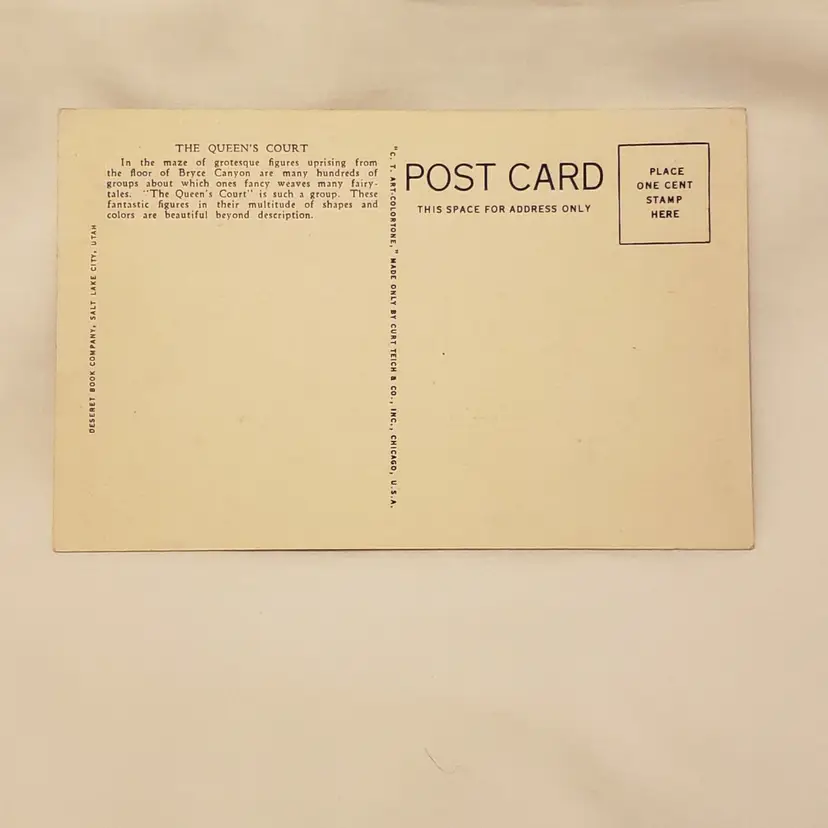 THE QUEEN'S COURT
In the maze of grotesque figures uprising from
the floor of Bryce Canyon are many hundreds of
groups about which ones fancy weaves many fairy-
tales. "The Queen's Court" is such a group. These
fantastic figures in their multitude of shapes and
colors are beautiful beyond description.
DESERET BOOK COMPANY, SALT LAKE CITY, UTAH
"C. T. ART-COLORTONE," MADE ONLY BY CURT TEICH & CO., INC., CHICAGO, U.S.A.
POST CARD
THIS SPACE FOR ADDRESS ONLY
PLACE
ONE CENT
STAMP
HERE